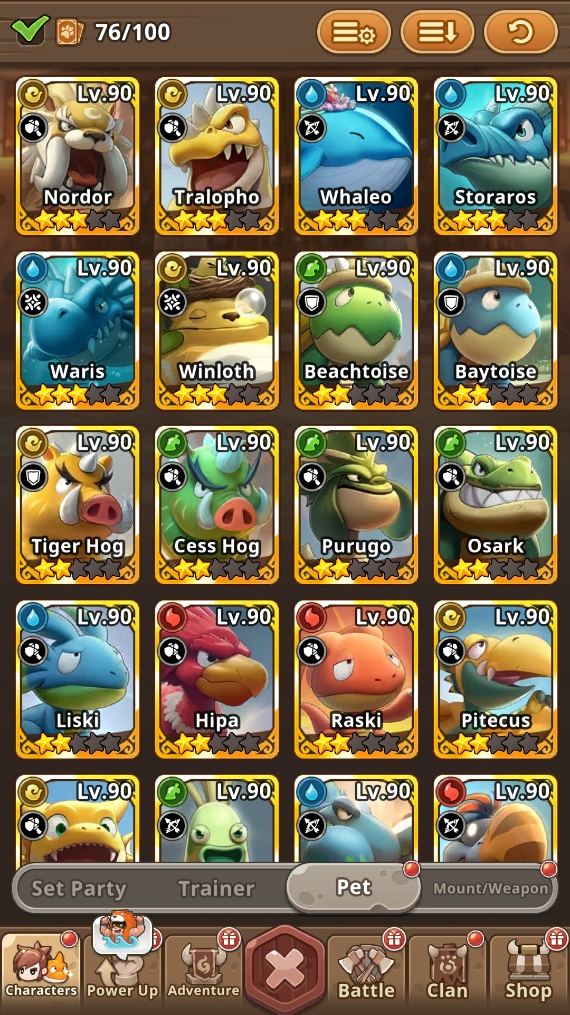 76/100
Lv.90 Lv.90 Lv.90 Lv.90
Nordor Tralopho Whaleo Storaros
Lv.90 Lv.90 Lv.90 Lv.90
Waris Winloth Beachtoise Baytoise
Lv.90 Lv.90 Lv.90 Lv.90
Tiger Hog Cess Hog Purugo Osark
Lv.90 Lv.90 Lv.90 Lv.90
Liski Hipa Raski Pitecus
Lv.90 Lv.90 Lv.90 Lv.90
Set Party Trainer Pet Mount/Weapon
Characters Power Up Adventure Battle Clan Shop